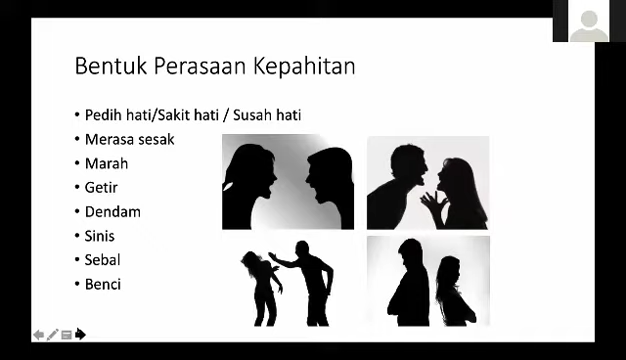 Bentuk Perasaan Kepahitan
• Pedih hati/Sakit hati / Susah hati
• Merasa sesak
• Marah
• Getir
• Dendam
• Sinis
• Sebal
• Benci